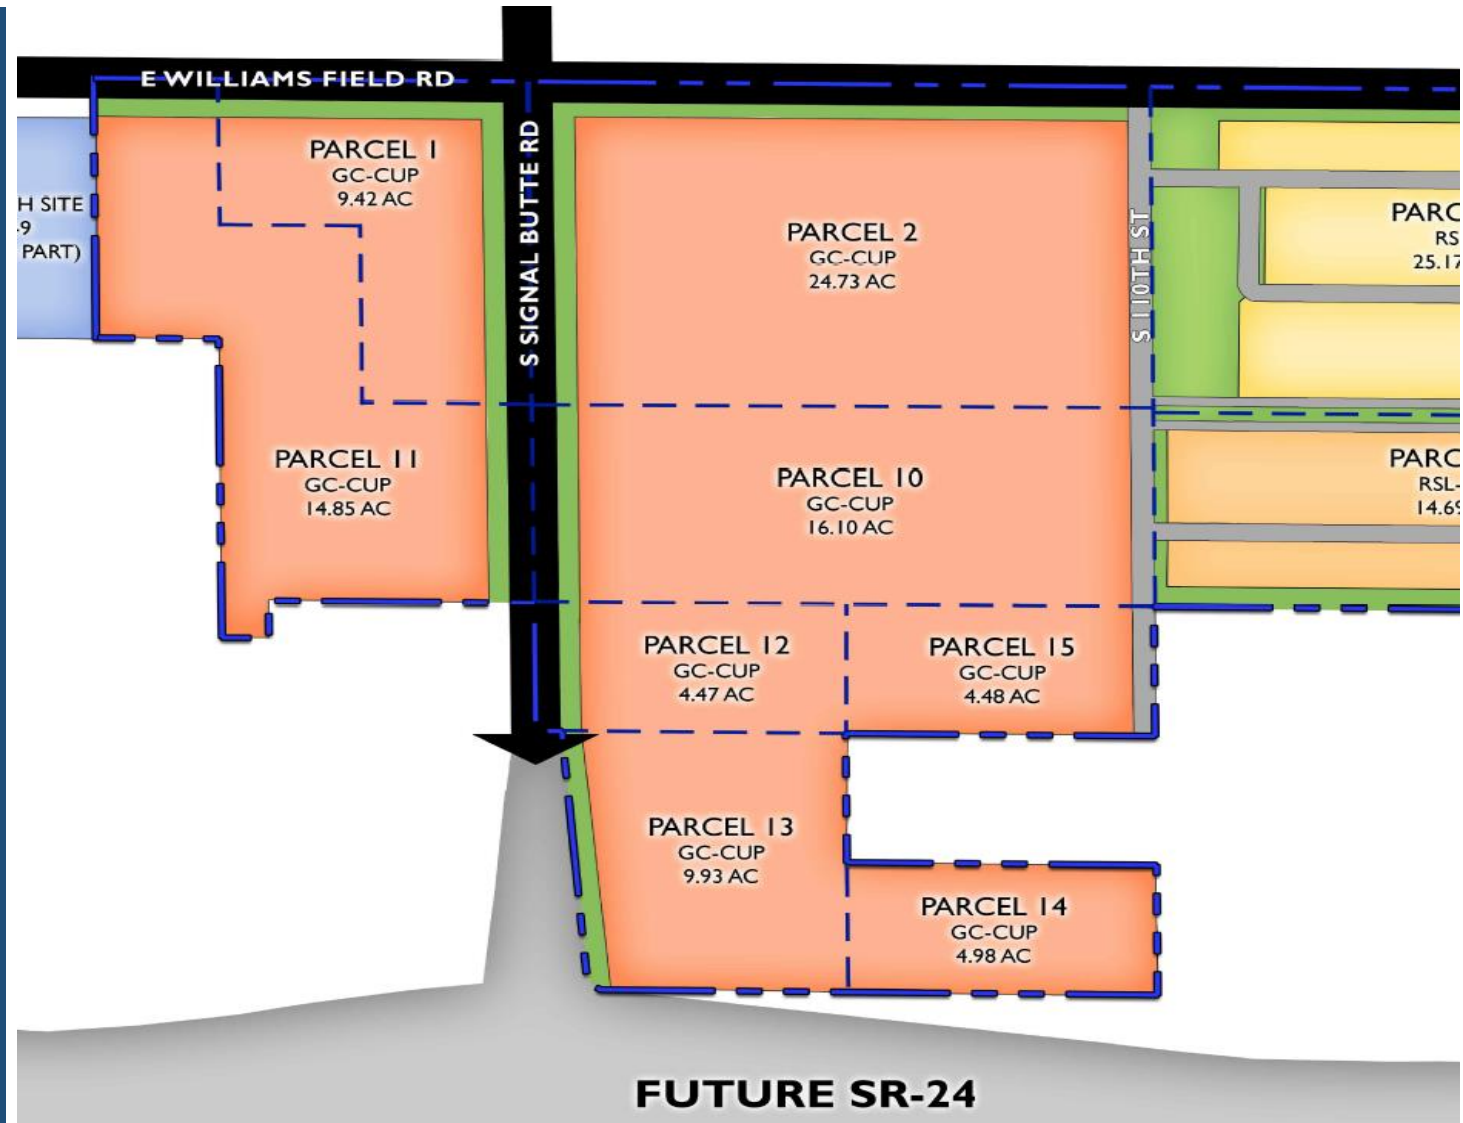 E WILLIAMS FIELD RD
S SIGNAL BUTTE RD
S 110TH ST
H SITE
-9
PART)
PARCEL 1
GC-CUP
9.42 AC
PARCEL 2
GC-CUP
24.73 AC
PARC
RS
25.17
PARCEL 11
GC-CUP
14.85 AC
PARCEL 10
GC-CUP
16.10 AC
PARC
RSL-
14.69
PARCEL 12
GC-CUP
4.47 AC
PARCEL 15
GC-CUP
4.48 AC
PARCEL 13
GC-CUP
9.93 AC
PARCEL 14
GC-CUP
4.98 AC
FUTURE SR-24